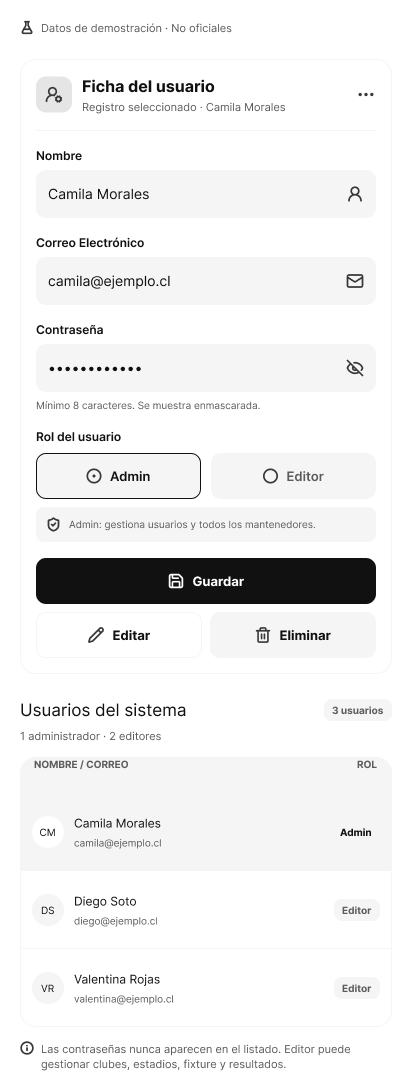 Datos de demostración · No oficiales
Ficha del usuario
Registro seleccionado · Camila Morales
Nombre
Camila Morales
Correo Electrónico
camila@ejemplo.cl
Contraseña
••••••••••••
Mínimo 8 caracteres. Se muestra enmascarada.
Rol del usuario
Admin
Editor
Admin: gestiona usuarios y todos los mantenedores.
Guardar
Editar
Eliminar
Usuarios del sistema
3 usuarios
1 administrador · 2 editores
NOMBRE / CORREO
ROL
CM
Camila Morales
camila@ejemplo.cl
Admin
DS
Diego Soto
diego@ejemplo.cl
Editor
VR
Valentina Rojas
valentina@ejemplo.cl
Editor
Las contraseñas nunca aparecen en el listado. Editor puede
gestionar clubes, estadios, fixture y resultados.